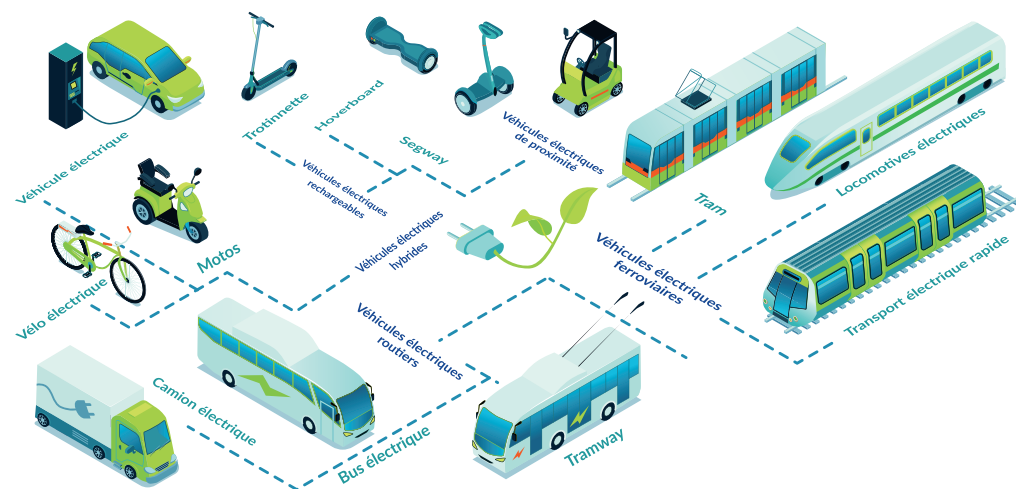 Véhicule électrique
Trotinnette
Hoverboard
Segway
Véhicules électriques
de proximité
Véhicules électriques
rechargeables
Tram
Locomotives électriques
Motos
Véhicules électriques
hybrides
Véhicules électriques
ferroviaires
Transport électrique rapide
Vélo électrique
Véhicules électriques
routiers
Camion électrique
Bus électrique
Tramway